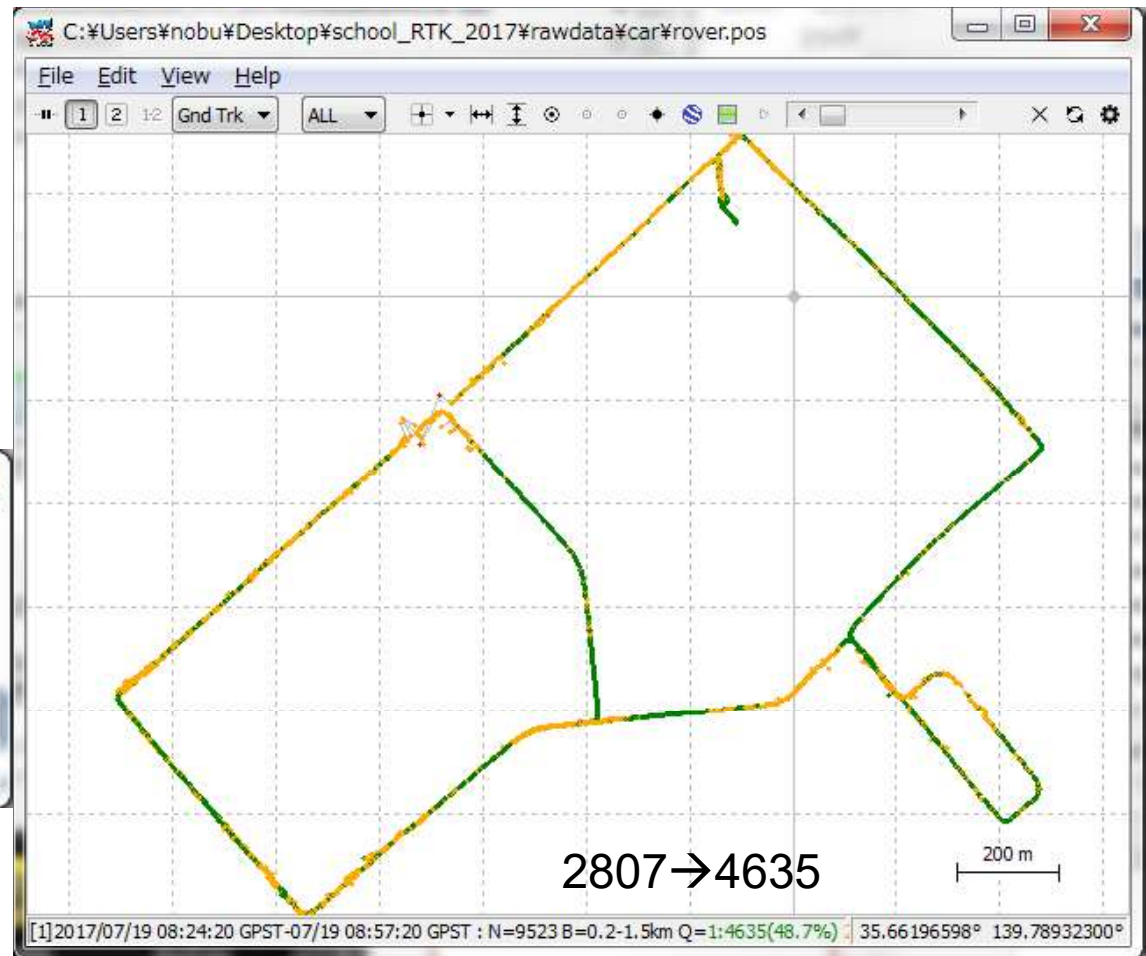 C:¥Users¥nobu¥Desktop¥school_RTK_2017¥rawdata¥car¥rover.pos
File Edit View Help
1 2 1-2 Gnd Trk ALL
2807→4635
200 m
[1]2017/07/19 08:24:20 GPST-07/19 08:57:20 GPST : N=9523 B=0.2-1.5km Q=1:4635(48.7%) 35.66196598° 139.78932300°